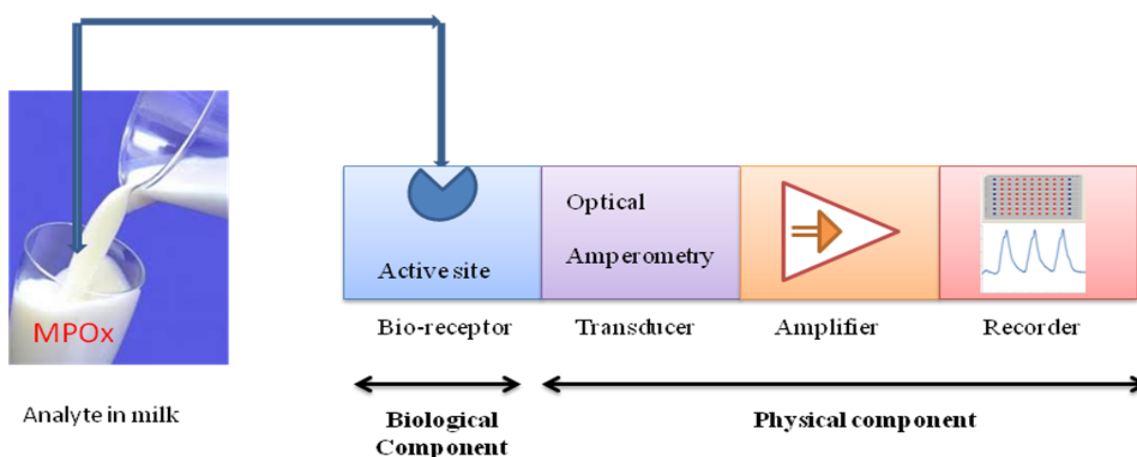 MPOx
Analyte in milk
Active site
Optical
Amperometry
Bio-receptor
Transducer
Amplifier
Recorder
Biological
Component
Physical component